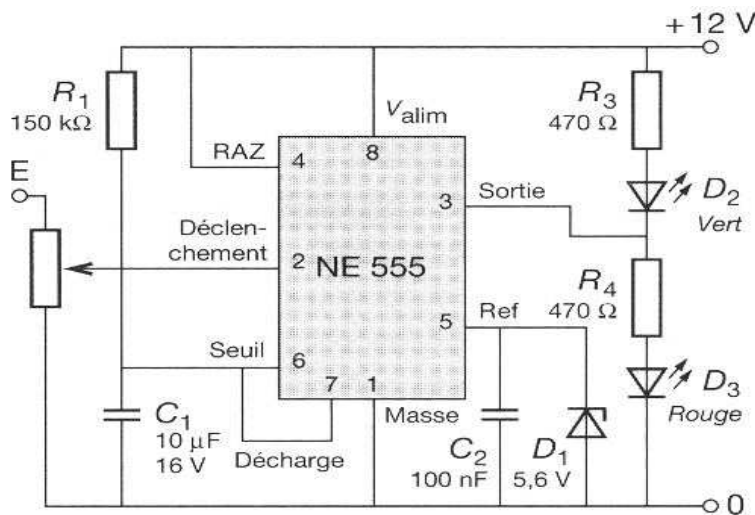 +12 V
R1
150 kΩ
E
RAZ
4
Valim
8
R3
470 Ω
3
Sortie
D2
Vert
Déclen-
chement
2
NE 555
R4
470 Ω
5
Ref
Seuil
6
7
1
Masse
D3
Rouge
C1
10 µF
16 V
Décharge
C2
100 nF
D1
5,6 V
0